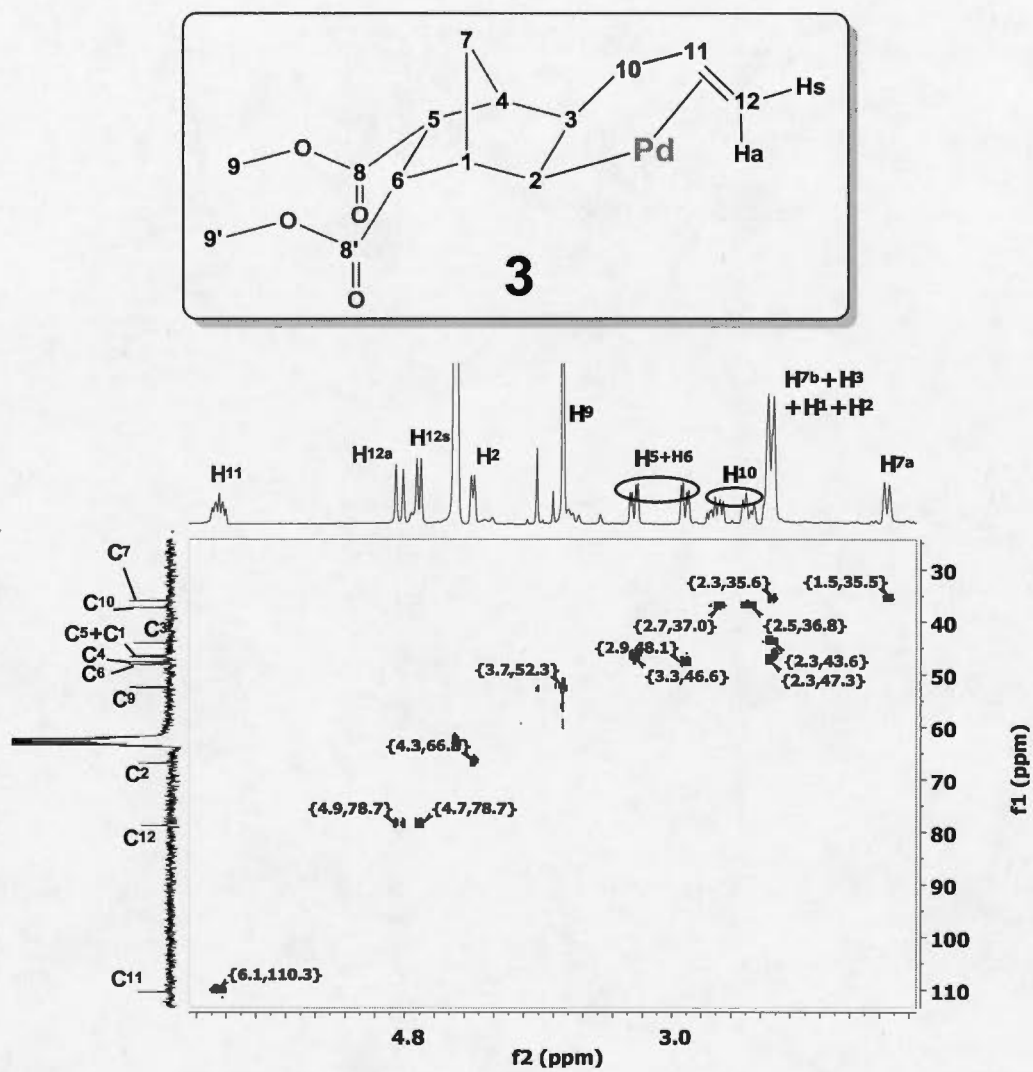 7
11
10
12
Hs
4
3
5
O
Pd
Ha
9
8
1
6
2
O
O
9'
8'
O
3
H7b+H3
+H1+H2
H9
H12s
H12a
H2
H5+H6
H10
H7a
H11
C7
C10
C3
C5+C1
C4
C6
C9
C2
C12
C11
{2.3,35.6}
{1.5,35.5}
{2.7,37.0}
{2.5,36.8}
{2.9,48.1}
{2.3,43.6}
{3.7,52.3}
{3.3,46.6}
{2.3,47.3}
{4.3,66.8}
{4.9,78.7}
{4.7,78.7}
{6.1,110.3}
30
40
50
60
70
80
90
100
110
f1 (ppm)
4.8
3.0
f2 (ppm)